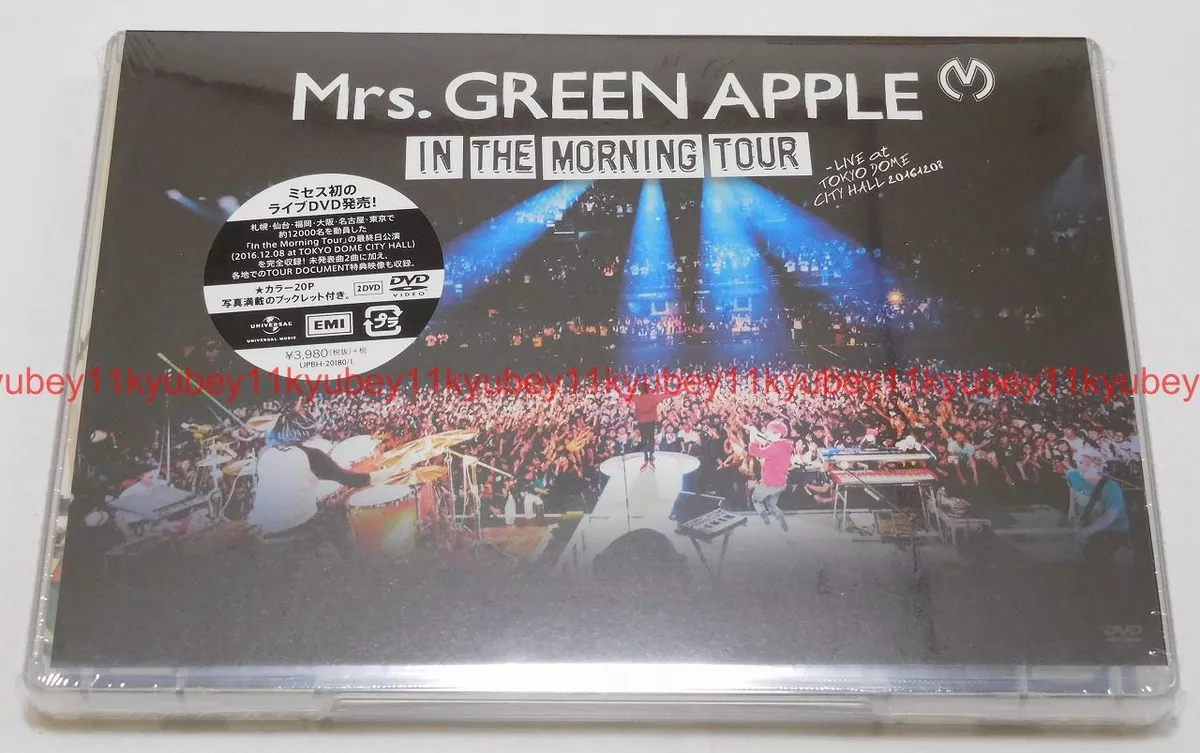 Mrs. GREEN APPLE
IN THE MORNING TOUR
-LIVE at
TOKYO DOME
CITY HALL 20161208
ミセス初の
ライブDVD発売!
札幌・仙台・福岡・大阪・名古屋・東京で
約12000名を動員した
「In the Morning Tour」の最終日公演
(2016.12.08 at TOKYO DOME CITY HALL)
を完全収録! 未発表曲2曲に加え、
各地でのTOUR DOCUMENT特典映像も収録。
★カラー20P
写真満載のブックレット付き。
2DVD
DVD
VIDEO
UNIVERSAL
UNIVERSAL MUSIC
EMI
プラ
¥3,980(税抜)+税
UPBH-20180/1
kyubey11kyubey11kyubey11kyubey11kyubey11kyubey11kyubey11kyubey
DVD